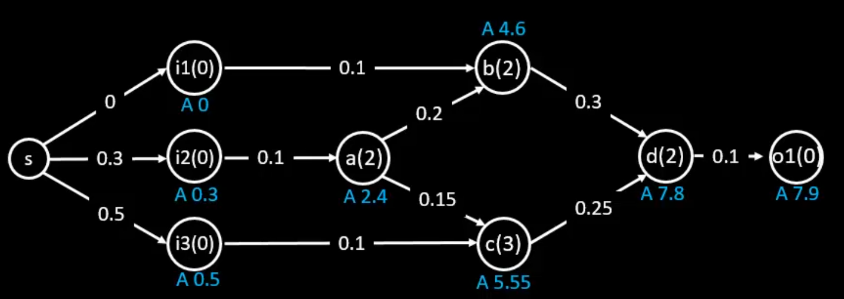 A 4.6
i1(0)
0.1
b(2)
A 0
0
0.2
0.3
s
0.3
i2(0)
0.1
a(2)
d(2)
0.1
o1(0)
A 0.3
A 2.4
0.15
A 7.8
A 7.9
0.5
0.25
i3(0)
0.1
c(3)
A 0.5
A 5.55